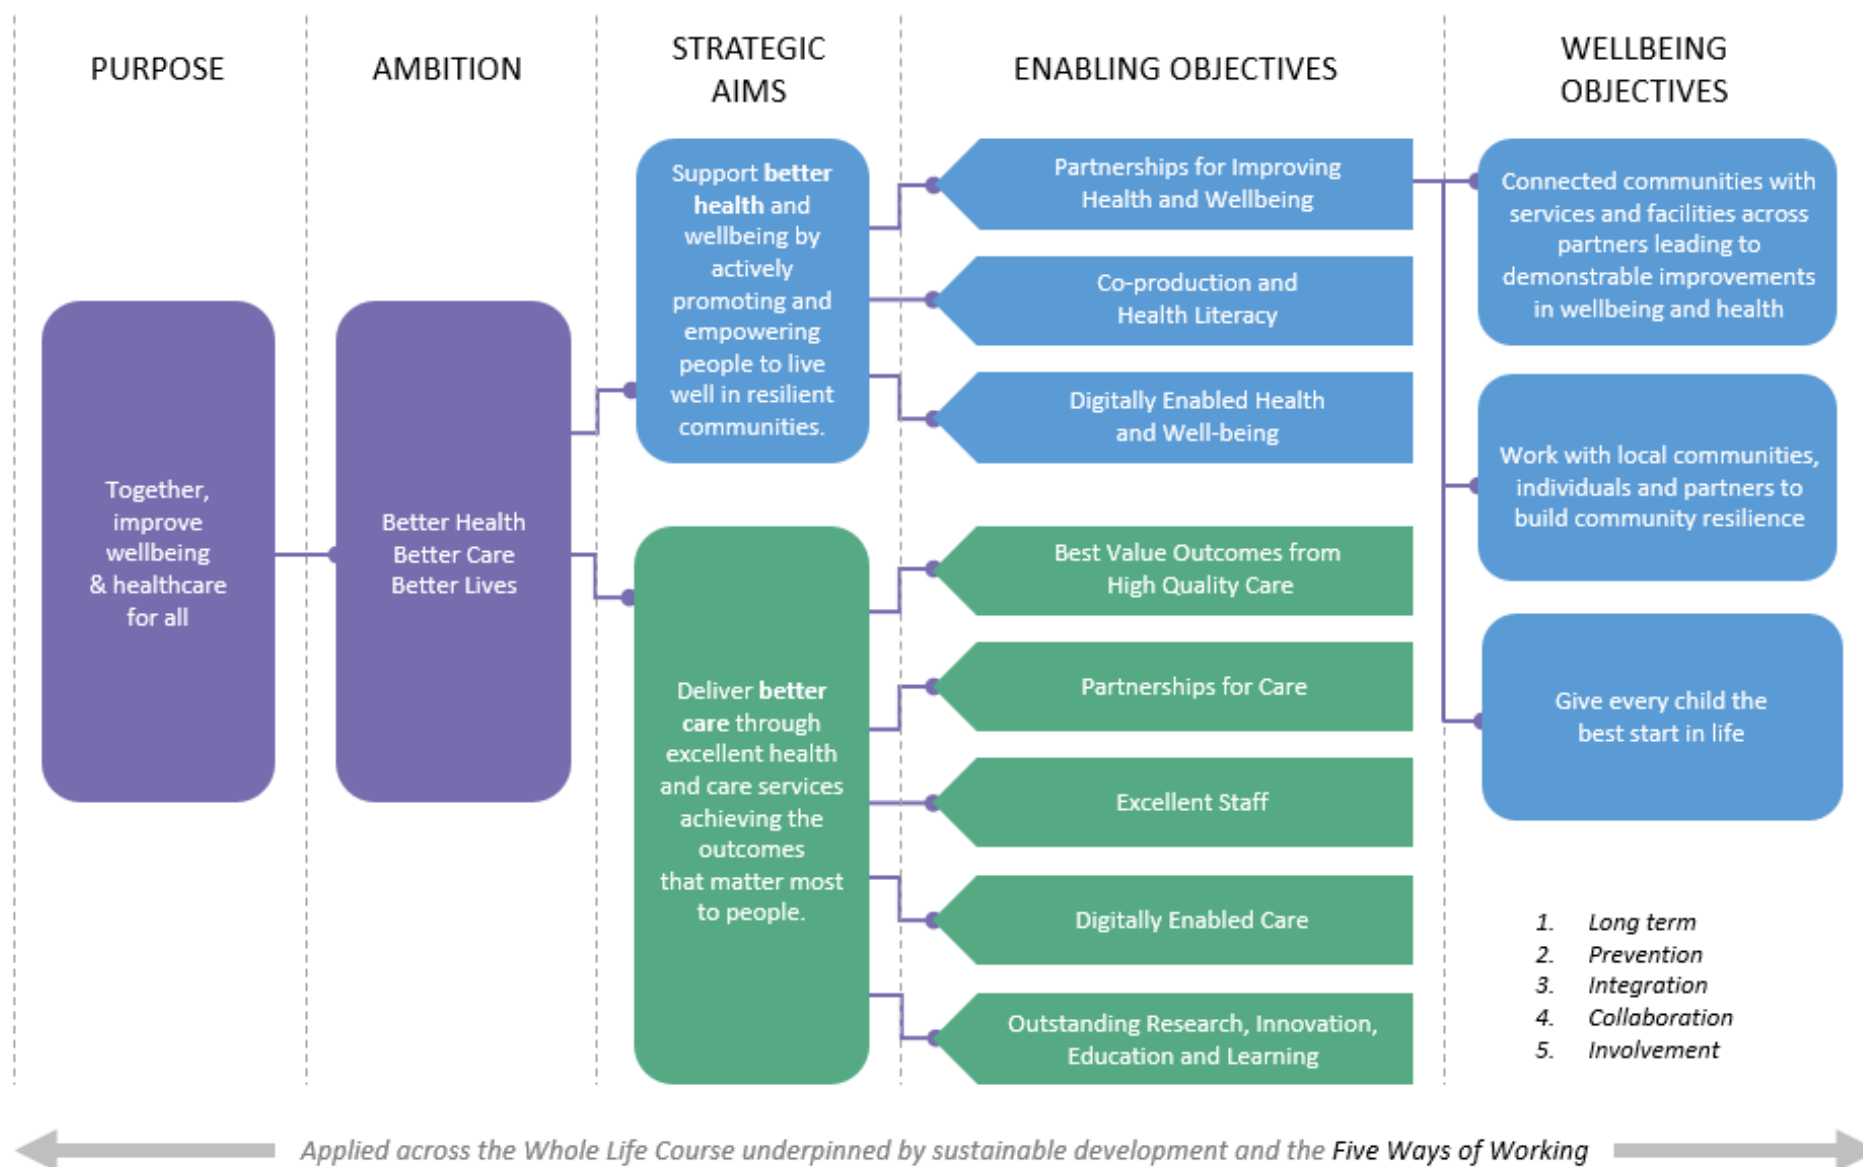 PURPOSE
AMBITION
STRATEGIC
AIMS
ENABLING OBJECTIVES
WELLBEING
OBJECTIVES
Together,
improve
wellbeing
& healthcare
for all
Better Health
Better Care
Better Lives
Support better
health and
wellbeing by
actively
promoting and
empowering
people to live
well in resilient
communities.
Deliver better
care through
excellent health
and care services
achieving the
outcomes
that matter most
to people.
Partnerships for Improving
Health and Wellbeing
Co-production and
Health Literacy
Digitally Enabled Health
and Well-being
Best Value Outcomes from
High Quality Care
Partnerships for Care
Excellent Staff
Digitally Enabled Care
Outstanding Research, Innovation,
Education and Learning
Connected communities with
services and facilities across
partners leading to
demonstrable improvements
in wellbeing and health
Work with local communities,
individuals and partners to
build community resilience
Give every child the
best start in life
1. Long term
2. Prevention
3. Integration
4. Collaboration
5. Involvement
Applied across the Whole Life Course underpinned by sustainable development and the Five Ways of Working